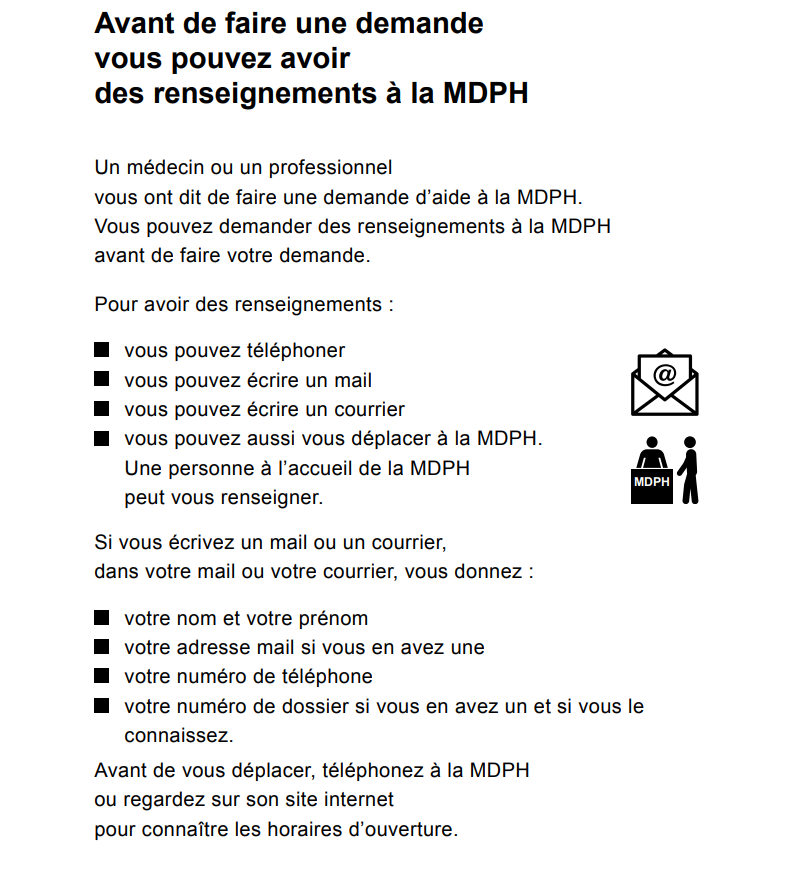 Avant de faire une demande
vous pouvez avoir
des renseignements à la MDPH
Un médecin ou un professionnel
vous ont dit de faire une demande d’aide à la MDPH.
Vous pouvez demander des renseignements à la MDPH
avant de faire votre demande.
Pour avoir des renseignements :
■ vous pouvez téléphoner
■ vous pouvez écrire un mail
■ vous pouvez écrire un courrier
■ vous pouvez aussi vous déplacer à la MDPH.
Une personne à l’accueil de la MDPH
peut vous renseigner.
@
MDPH
Si vous écrivez un mail ou un courrier,
dans votre mail ou votre courrier, vous donnez :
■ votre nom et votre prénom
■ votre adresse mail si vous en avez une
■ votre numéro de téléphone
■ votre numéro de dossier si vous en avez un et si vous le
connaissez.
Avant de vous déplacer, téléphonez à la MDPH
ou regardez sur son site internet
pour connaître les horaires d’ouverture.